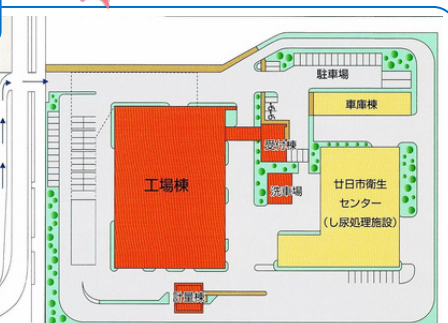 駐車場
車庫棟
受付棟
工場棟
洗車場
廿日市衛生
センター
（し尿処理施設）
計量棟